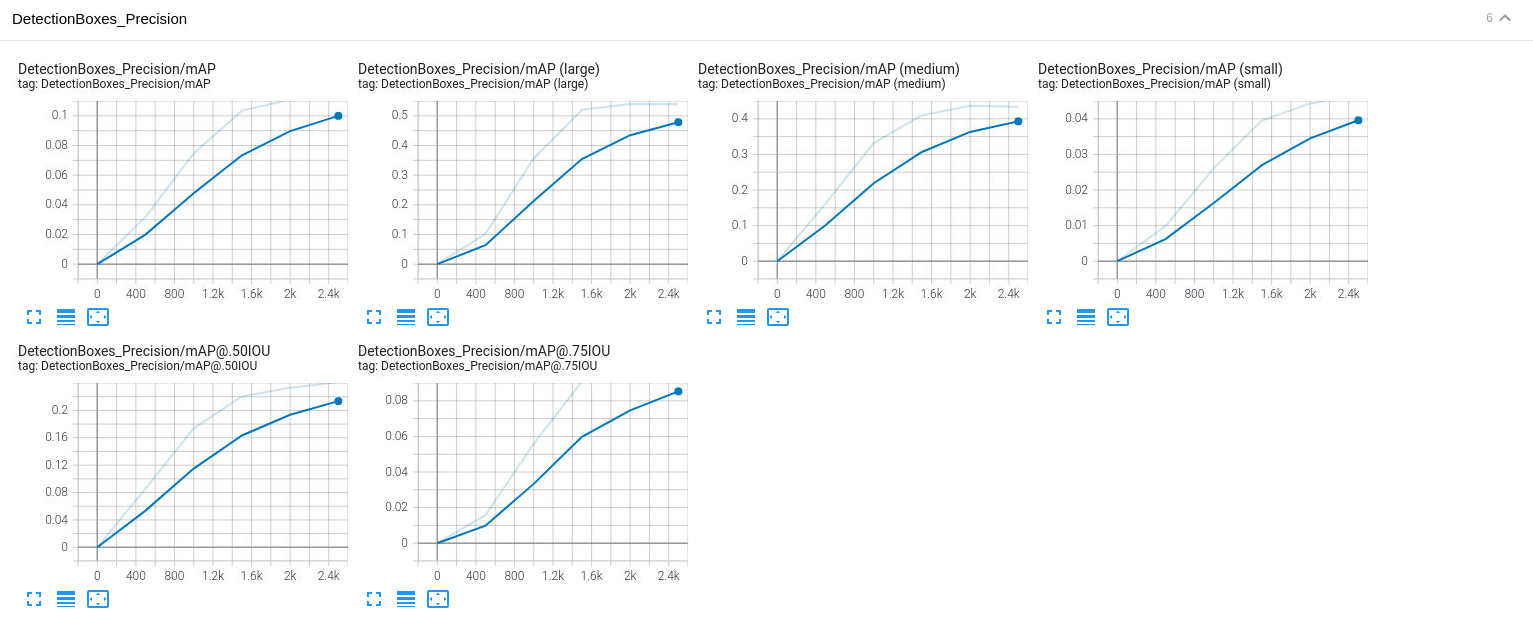 DetectionBoxes_Precision
6
DetectionBoxes_Precision/mAP
tag: DetectionBoxes_Precision/mAP
0.1
0.08
0.06
0.04
0.02
0
0 400 800 1.2k 1.6k 2k 2.4k
DetectionBoxes_Precision/mAP (large)
tag: DetectionBoxes_Precision/mAP (large)
0.5
0.4
0.3
0.2
0.1
0
0 400 800 1.2k 1.6k 2k 2.4k
DetectionBoxes_Precision/mAP (medium)
tag: DetectionBoxes_Precision/mAP (medium)
0.4
0.3
0.2
0.1
0
0 400 800 1.2k 1.6k 2k 2.4k
DetectionBoxes_Precision/mAP (small)
tag: DetectionBoxes_Precision/mAP (small)
0.04
0.03
0.02
0.01
0
0 400 800 1.2k 1.6k 2k 2.4k
DetectionBoxes_Precision/mAP@.50IOU
tag: DetectionBoxes_Precision/mAP@.50IOU
0.2
0.16
0.12
0.08
0.04
0
0 400 800 1.2k 1.6k 2k 2.4k
DetectionBoxes_Precision/mAP@.75IOU
tag: DetectionBoxes_Precision/mAP@.75IOU
0.08
0.06
0.04
0.02
0
0 400 800 1.2k 1.6k 2k 2.4k